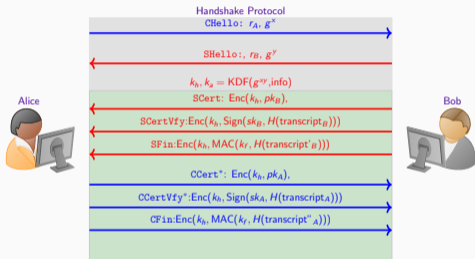 Handshake Protocol
CHello: r_A, g^x
SHello:, r_B, g^y
k_h, k_a = KDF(g^{xy},info)
Alice
Bob
SCert: Enc(k_h, pk_B),
SCertVfy:Enc(k_h, Sign(sk_B, H(transcript_B)))
SFin:Enc(k_h, MAC(k_f, H(transcript'_B)))
CCert*: Enc(k_h, pk_A),
CCertVfy*:Enc(k_h, Sign(sk_A, H(transcript_A)))
CFin:Enc(k_h, MAC(k_f, H(transcript"_A)))